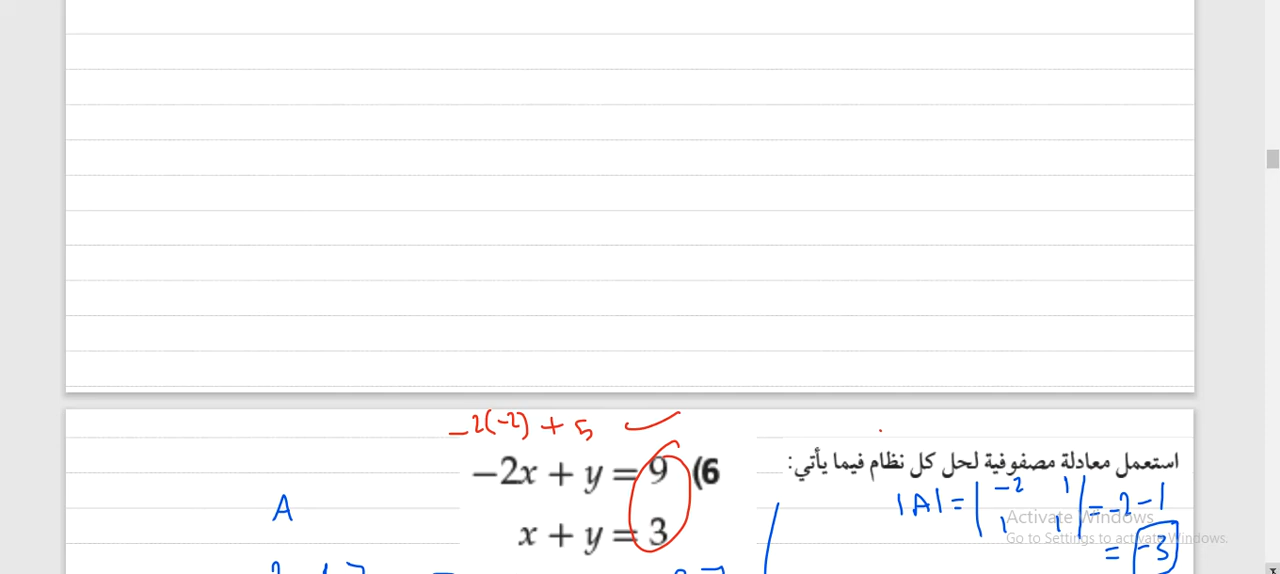 -2(-2) + 5 ✓
استعمل معادلة مصفوفية لحل كل نظام فيما يأتي:
6) -2x + y = 9
x + y = 3
A
|A| = | -2 1 | = -2 - 1
1 1
= -3
Activate Windows
Go to Settings to activate Windows.